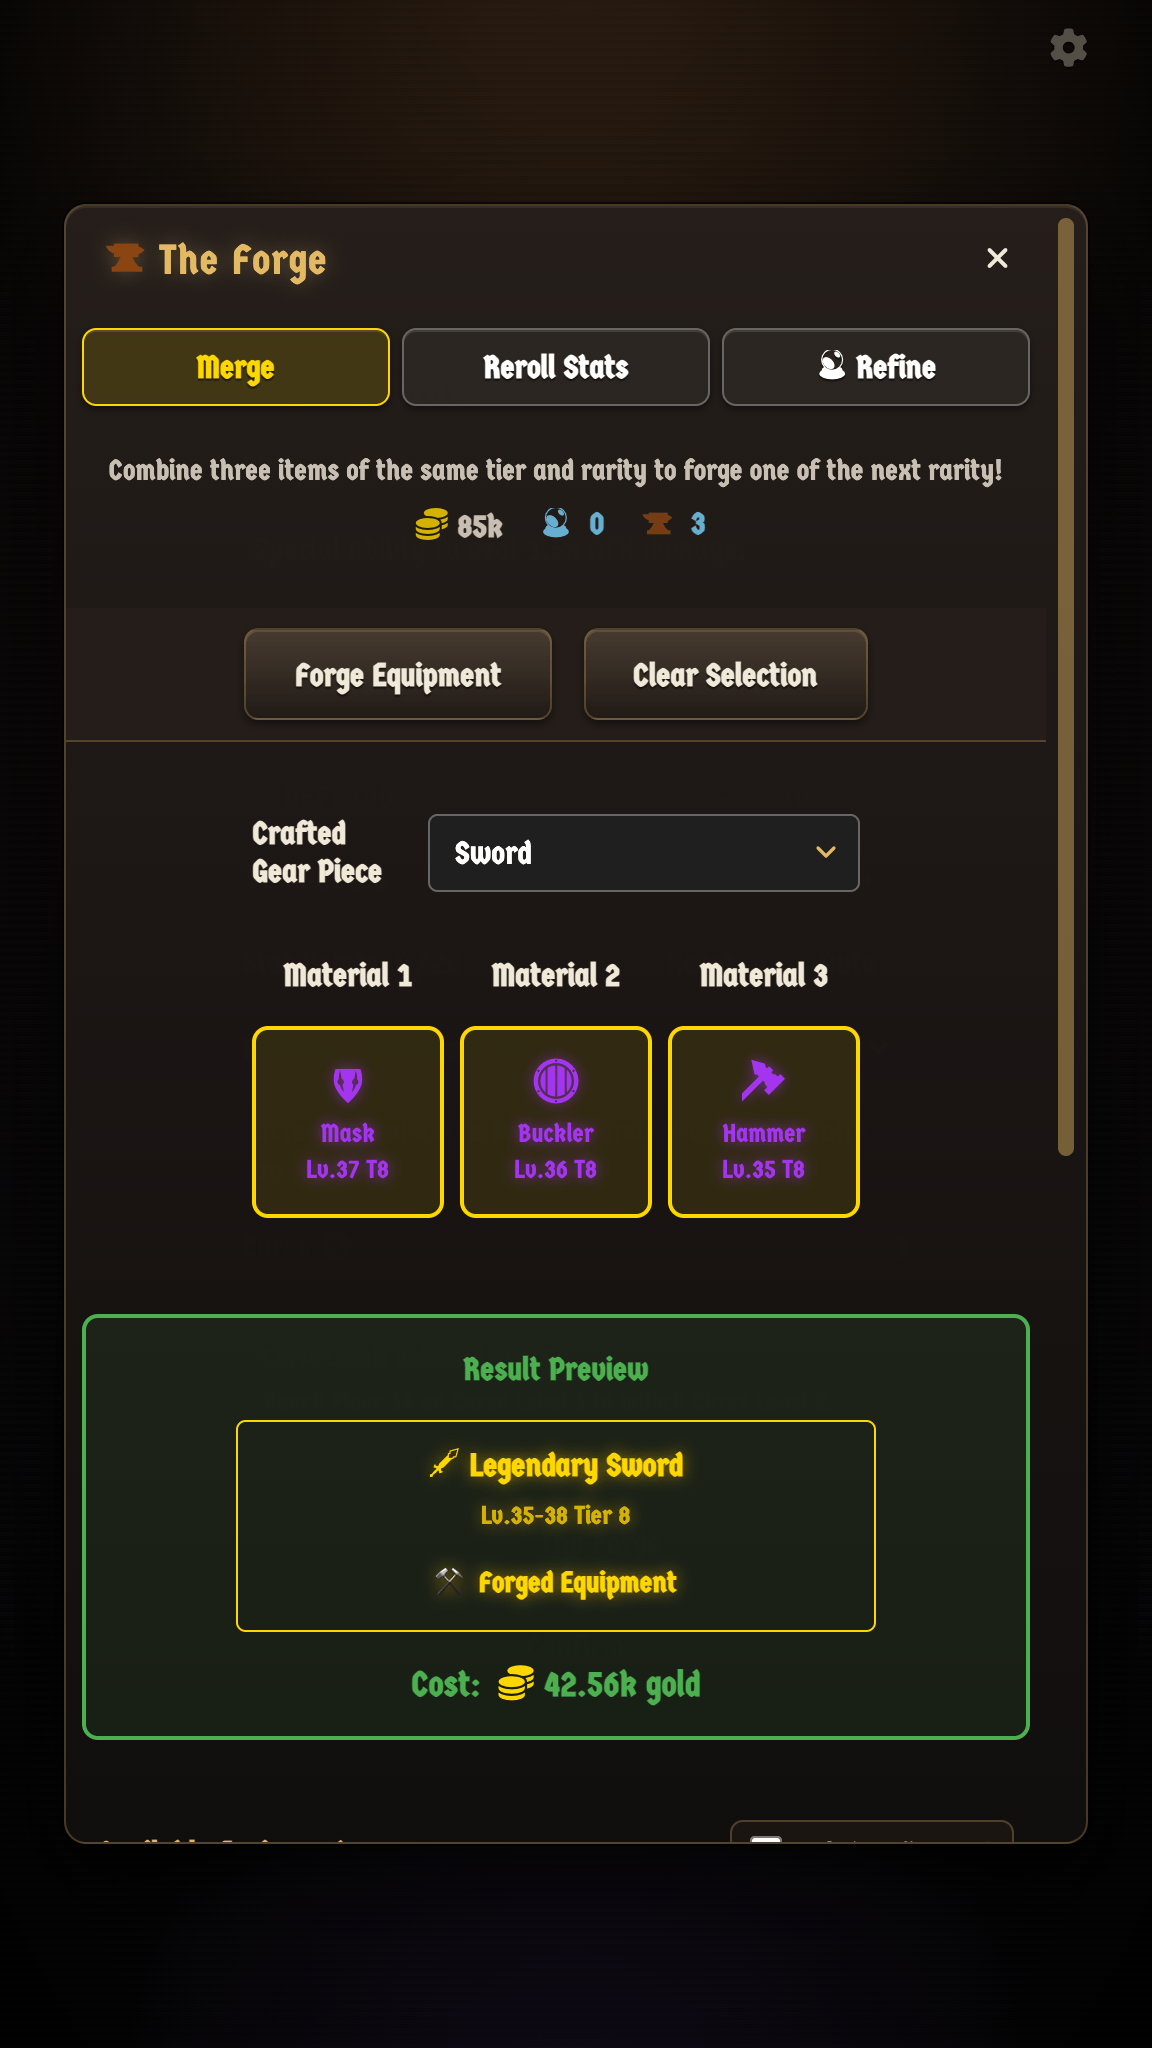 The Forge
Merge
Reroll Stats
Refine
Combine three items of the same tier and rarity to forge one of the next rarity!
85k 0 3
Forge Equipment
Clear Selection
Crafted
Gear Piece
Sword
Material 1
Material 2
Material 3
Mask
Lv.37 T8
Buckler
Lv.36 T8
Hammer
Lv.35 T8
Result Preview
Legendary Sword
Lv.35-38 Tier 8
Forged Equipment
Cost: 42.56k gold